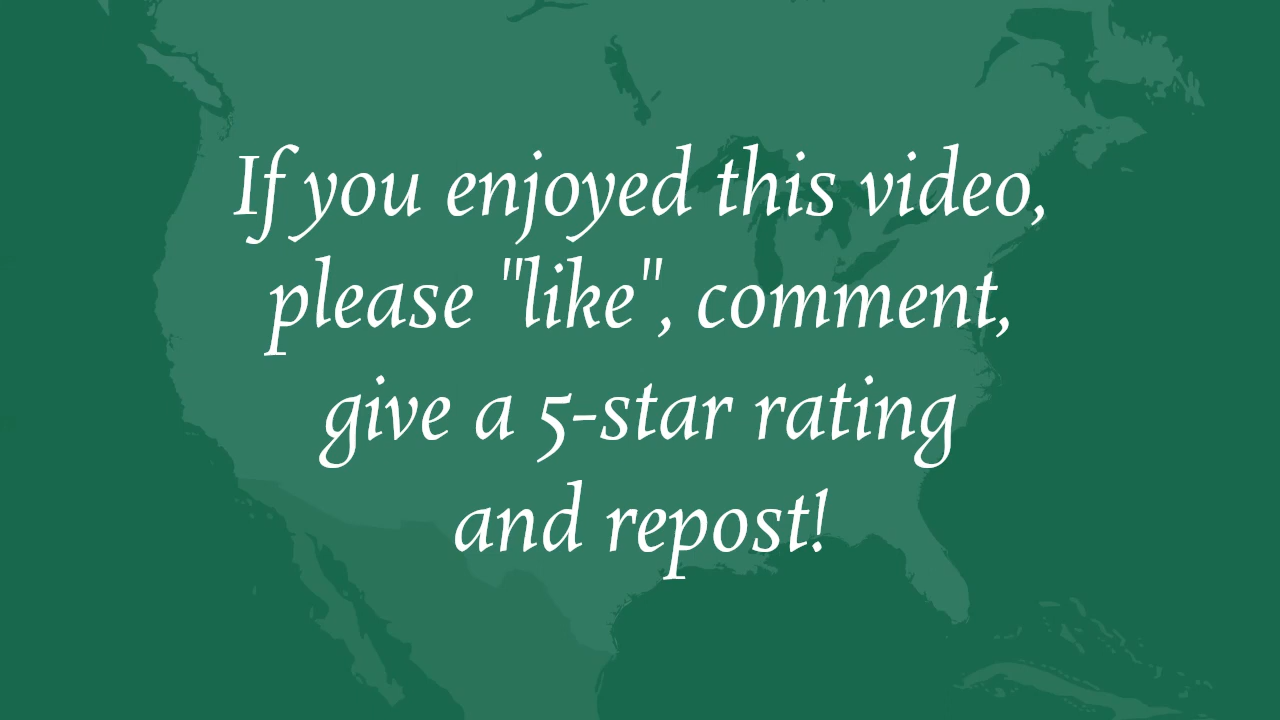 If you enjoyed this video,
please "like", comment,
give a 5-star rating
and repost!